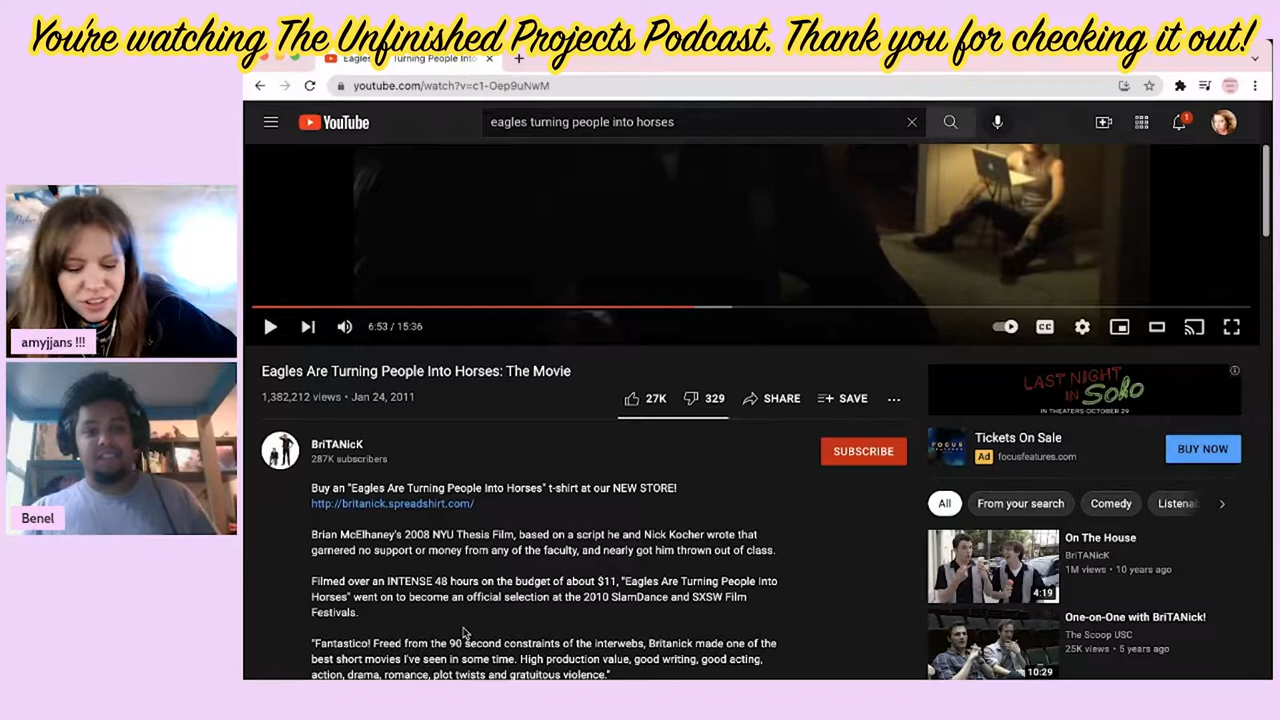 You're watching The Unfinished Projects Podcast. Thank you for checking it out!
Eagles Turning People Into
youtube.com/watch?v=c1-Oep9uNwM
YouTube
eagles turning people into horses
1
6:53 / 15:36
CC
Eagles Are Turning People Into Horses: The Movie
1,382,212 views • Jan 24, 2011
27K
329
SHARE
SAVE
BriTANicK
287K subscribers
SUBSCRIBE
Buy an "Eagles Are Turning People Into Horses" t-shirt at our NEW STORE!
http://britanick.spreadshirt.com/
Brian McElhaney's 2008 NYU Thesis Film, based on a script he and Nick Kocher wrote that
garnered no support or money from any of the faculty, and nearly got him thrown out of class.
Filmed over an INTENSE 48 hours on the budget of about $11, "Eagles Are Turning People Into
Horses" went on to become an official selection at the 2010 SlamDance and SXSW Film
Festivals.
"Fantastico! Freed from the 90 second constraints of the interwebs, Britanick made one of the
best short movies I've seen in some time. High production value, good writing, good acting,
action, drama, romance, plot twists and gratuitous violence."
LAST NIGHT
IN SOHO
IN THEATERS OCTOBER 29
FOCUS
FEATURES
Tickets On Sale
Ad focusfeatures.com
BUY NOW
All
From your search
Comedy
Listenab
On The House
BriTANicK
1M views • 10 years ago
4:19
One-on-One with BriTANick!
The Scoop USC
25K views • 5 years ago
10:29
amyjjans !!!
Benel